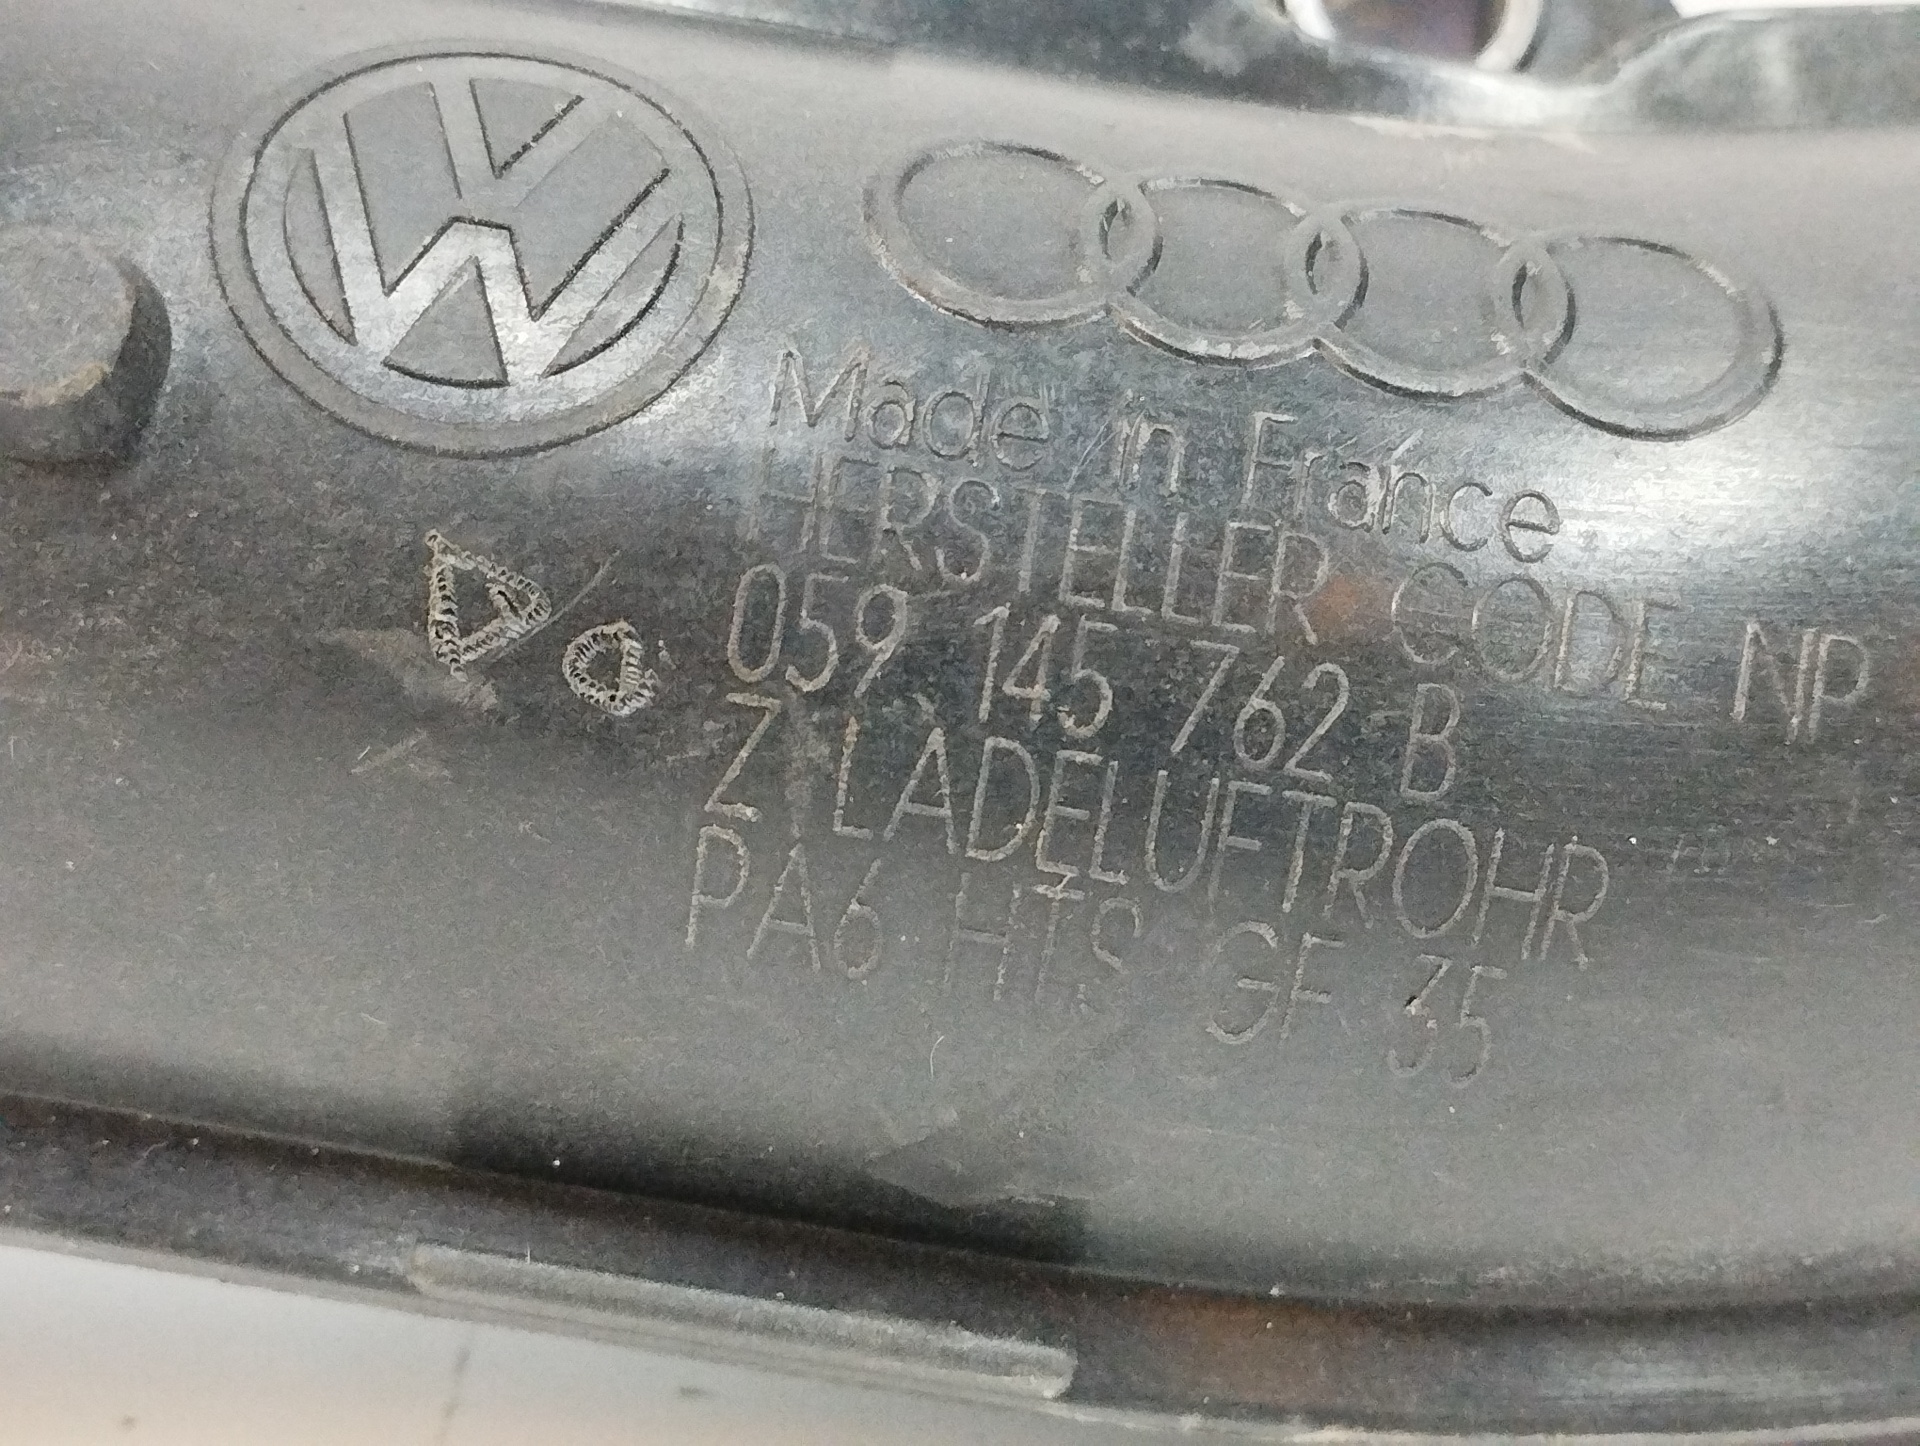 Made in France
HERSTELLER CODE NP
059 145 762 B
Z LADELUFTROHR
PA6 HTS GF 35